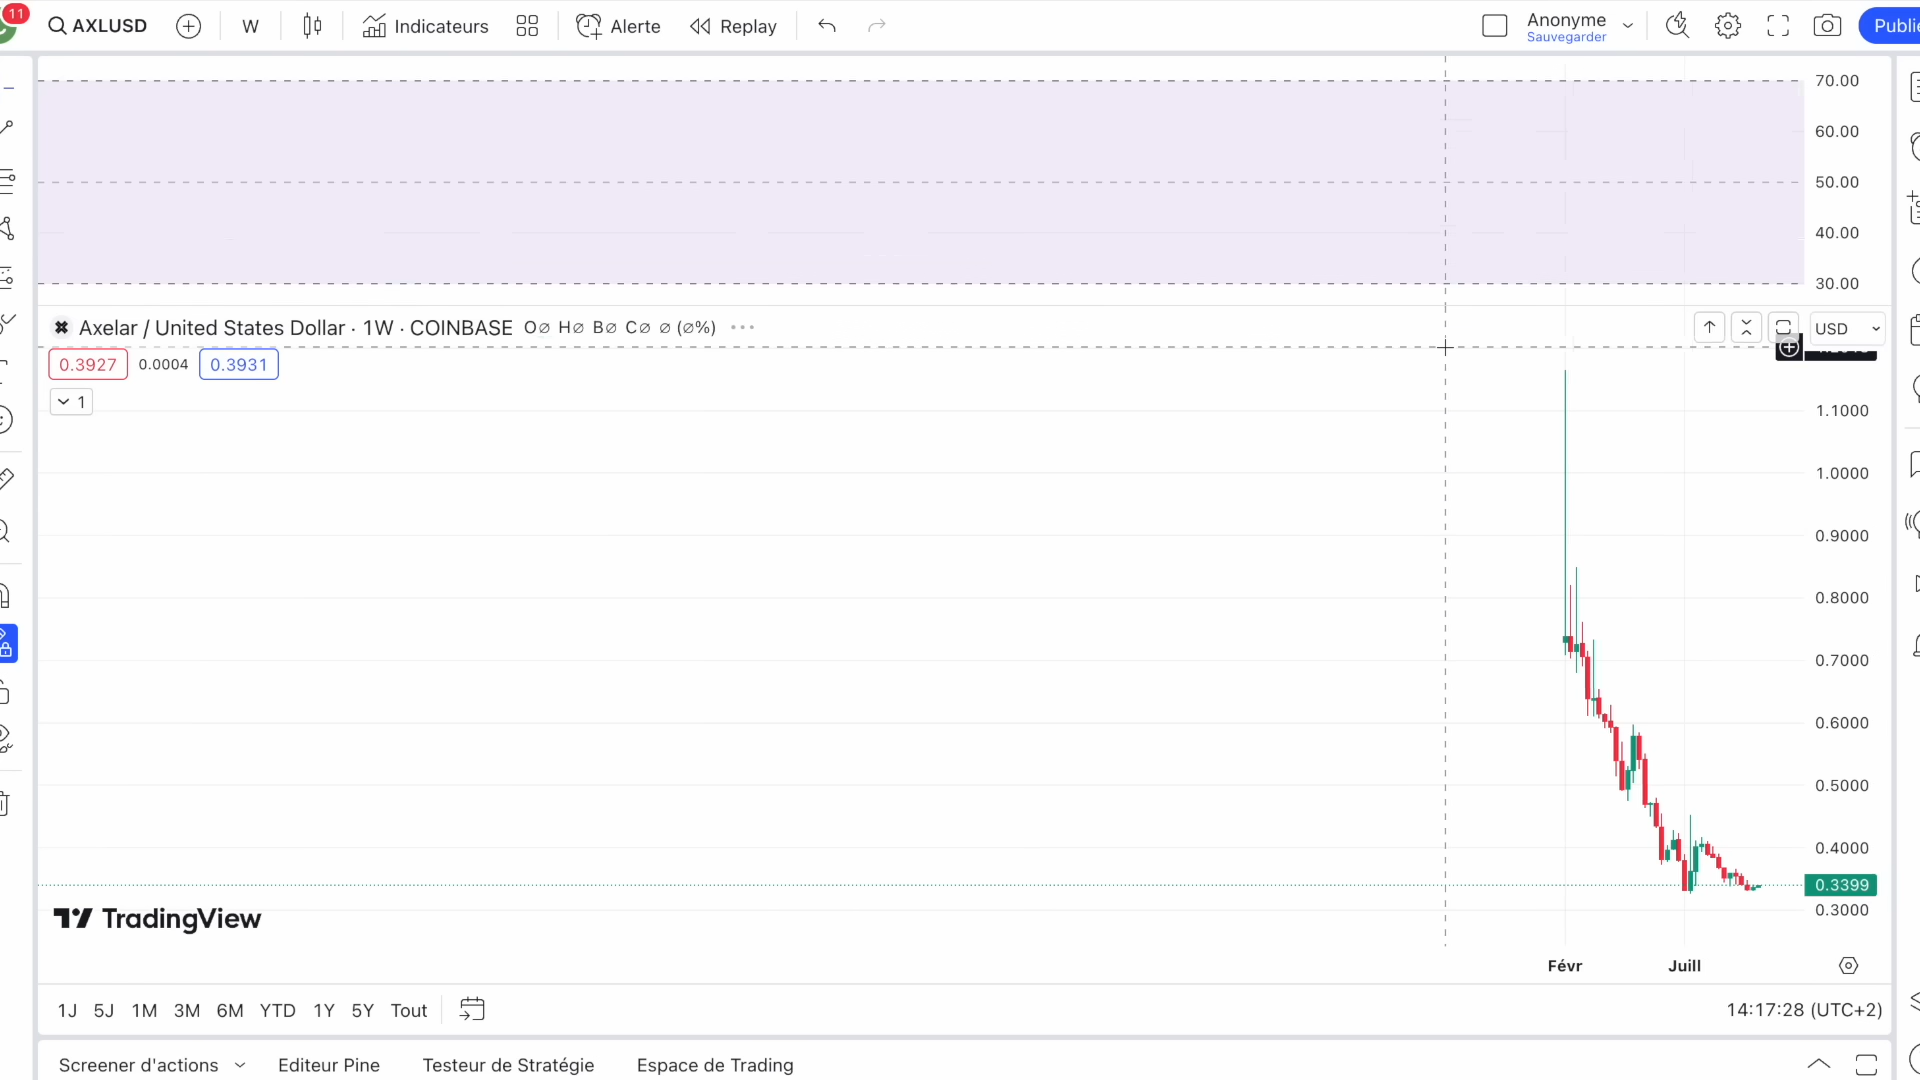 11
AXLUSD
W
Indicateurs
Alerte
Replay
Anonyme
Sauvegarder
70.00
60.00
50.00
40.00
30.00
Axelar / United States Dollar · 1W · COINBASE O∅ H∅ B∅ C∅ ∅ (∅%)
USD
0.3927 0.0004 0.3931
1
1.1000
1.0000
0.9000
0.8000
0.7000
0.6000
0.5000
0.4000
0.3399
0.3000
TradingView
Févr Juill
1J 5J 1M 3M 6M YTD 1Y 5Y Tout
14:17:28 (UTC+2)
Screener d'actions Editeur Pine Testeur de Stratégie Espace de Trading